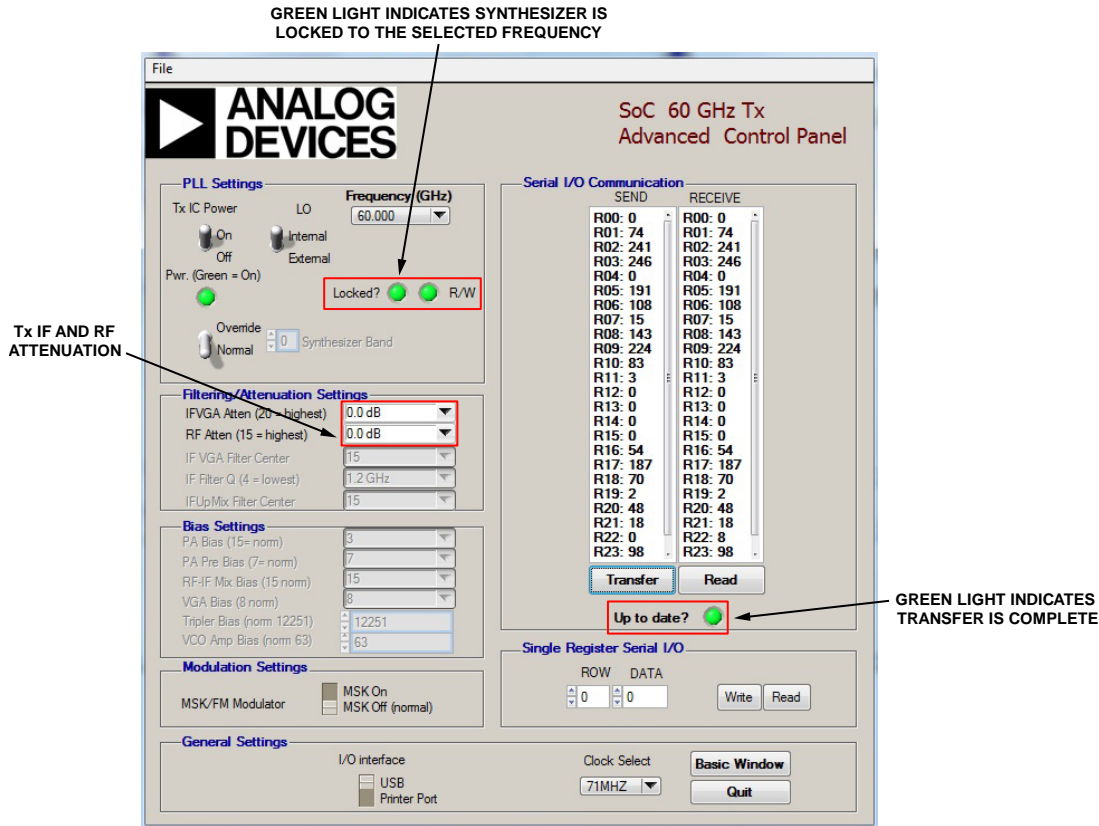 GREEN LIGHT INDICATES SYNTHESIZER IS
LOCKED TO THE SELECTED FREQUENCY
File
ANALOG
DEVICES
SoC 60 GHz Tx
Advanced Control Panel
PLL Settings
Tx IC Power
On
Off
LO
Internal
External
Frequency (GHz)
60.000
Pwr. (Green = On)
Locked?
R/W
Override
Normal
0
Synthesizer Band
Tx IF AND RF
ATTENUATION
Filtering/Attenuation Settings
IFVGA Atten (20 = highest) 0.0 dB
RF Atten (15 = highest) 0.0 dB
IF VGA Filter Center 15
IF Filter Q (4 = lowest) 1.2 GHz
IFUpMix Filter Center 15
Bias Settings
PA Bias (15= norm) 3
PA Pre Bias (7= norm) 7
RF-IF Mix Bias (15 norm) 15
VGA Bias (8 norm) 8
Tripler Bias (norm 12251) 12251
VCO Amp Bias (norm 63) 63
Modulation Settings
MSK/FM Modulator
MSK On
MSK Off (normal)
Serial I/O Communication
SEND RECEIVE
R00: 0 R00: 0
R01: 74 R01: 74
R02: 241 R02: 241
R03: 246 R03: 246
R04: 0 R04: 0
R05: 191 R05: 191
R06: 108 R06: 108
R07: 15 R07: 15
R08: 143 R08: 143
R09: 224 R09: 224
R10: 83 R10: 83
R11: 3 R11: 3
R12: 0 R12: 0
R13: 0 R13: 0
R14: 0 R14: 0
R15: 0 R15: 0
R16: 54 R16: 54
R17: 187 R17: 187
R18: 70 R18: 70
R19: 2 R19: 2
R20: 48 R20: 48
R21: 18 R21: 18
R22: 0 R22: 8
R23: 98 R23: 98
Transfer Read
Up to date?
GREEN LIGHT INDICATES
TRANSFER IS COMPLETE
Single Register Serial I/O
ROW DATA
0 0 Write Read
General Settings
I/O interface
USB
Printer Port
Clock Select
71MHZ
Basic Window
Quit